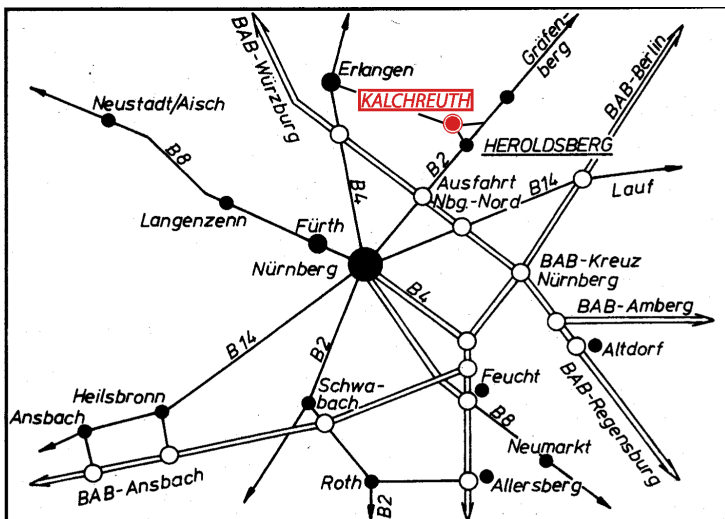 BAB-Würzburg
Erlangen
Gräfen-
berg
BAB-Berlin
Neustadt/Aisch
KALCHREUTH
HEROLDSBERG
B8
B4
B2
Ausfahrt
Nbg.-Nord
B14
Lauf
Langenzenn
Fürth
Nürnberg
BAB-Kreuz
Nürnberg
B4
BAB-Amberg
B14
B2
Altdorf
Feucht
Schwa-
bach
Heilsbronn
Ansbach
B8
BAB-Regensburg
Neumarkt
BAB-Ansbach
Roth
B2
Allersberg